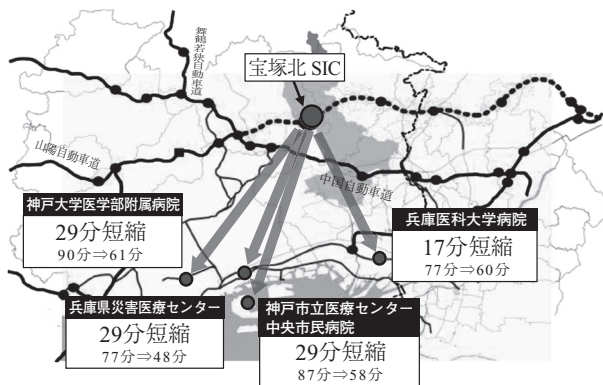 舞鶴若狭自動車道
宝塚北 SIC
山陽自動車道
中国自動車道
神戸大学医学部附属病院
29分短縮
90分⇒61分
兵庫医科大学病院
17分短縮
77分⇒60分
兵庫県災害医療センター
29分短縮
77分⇒48分
神戸市立医療センター
中央市民病院
29分短縮
87分⇒58分